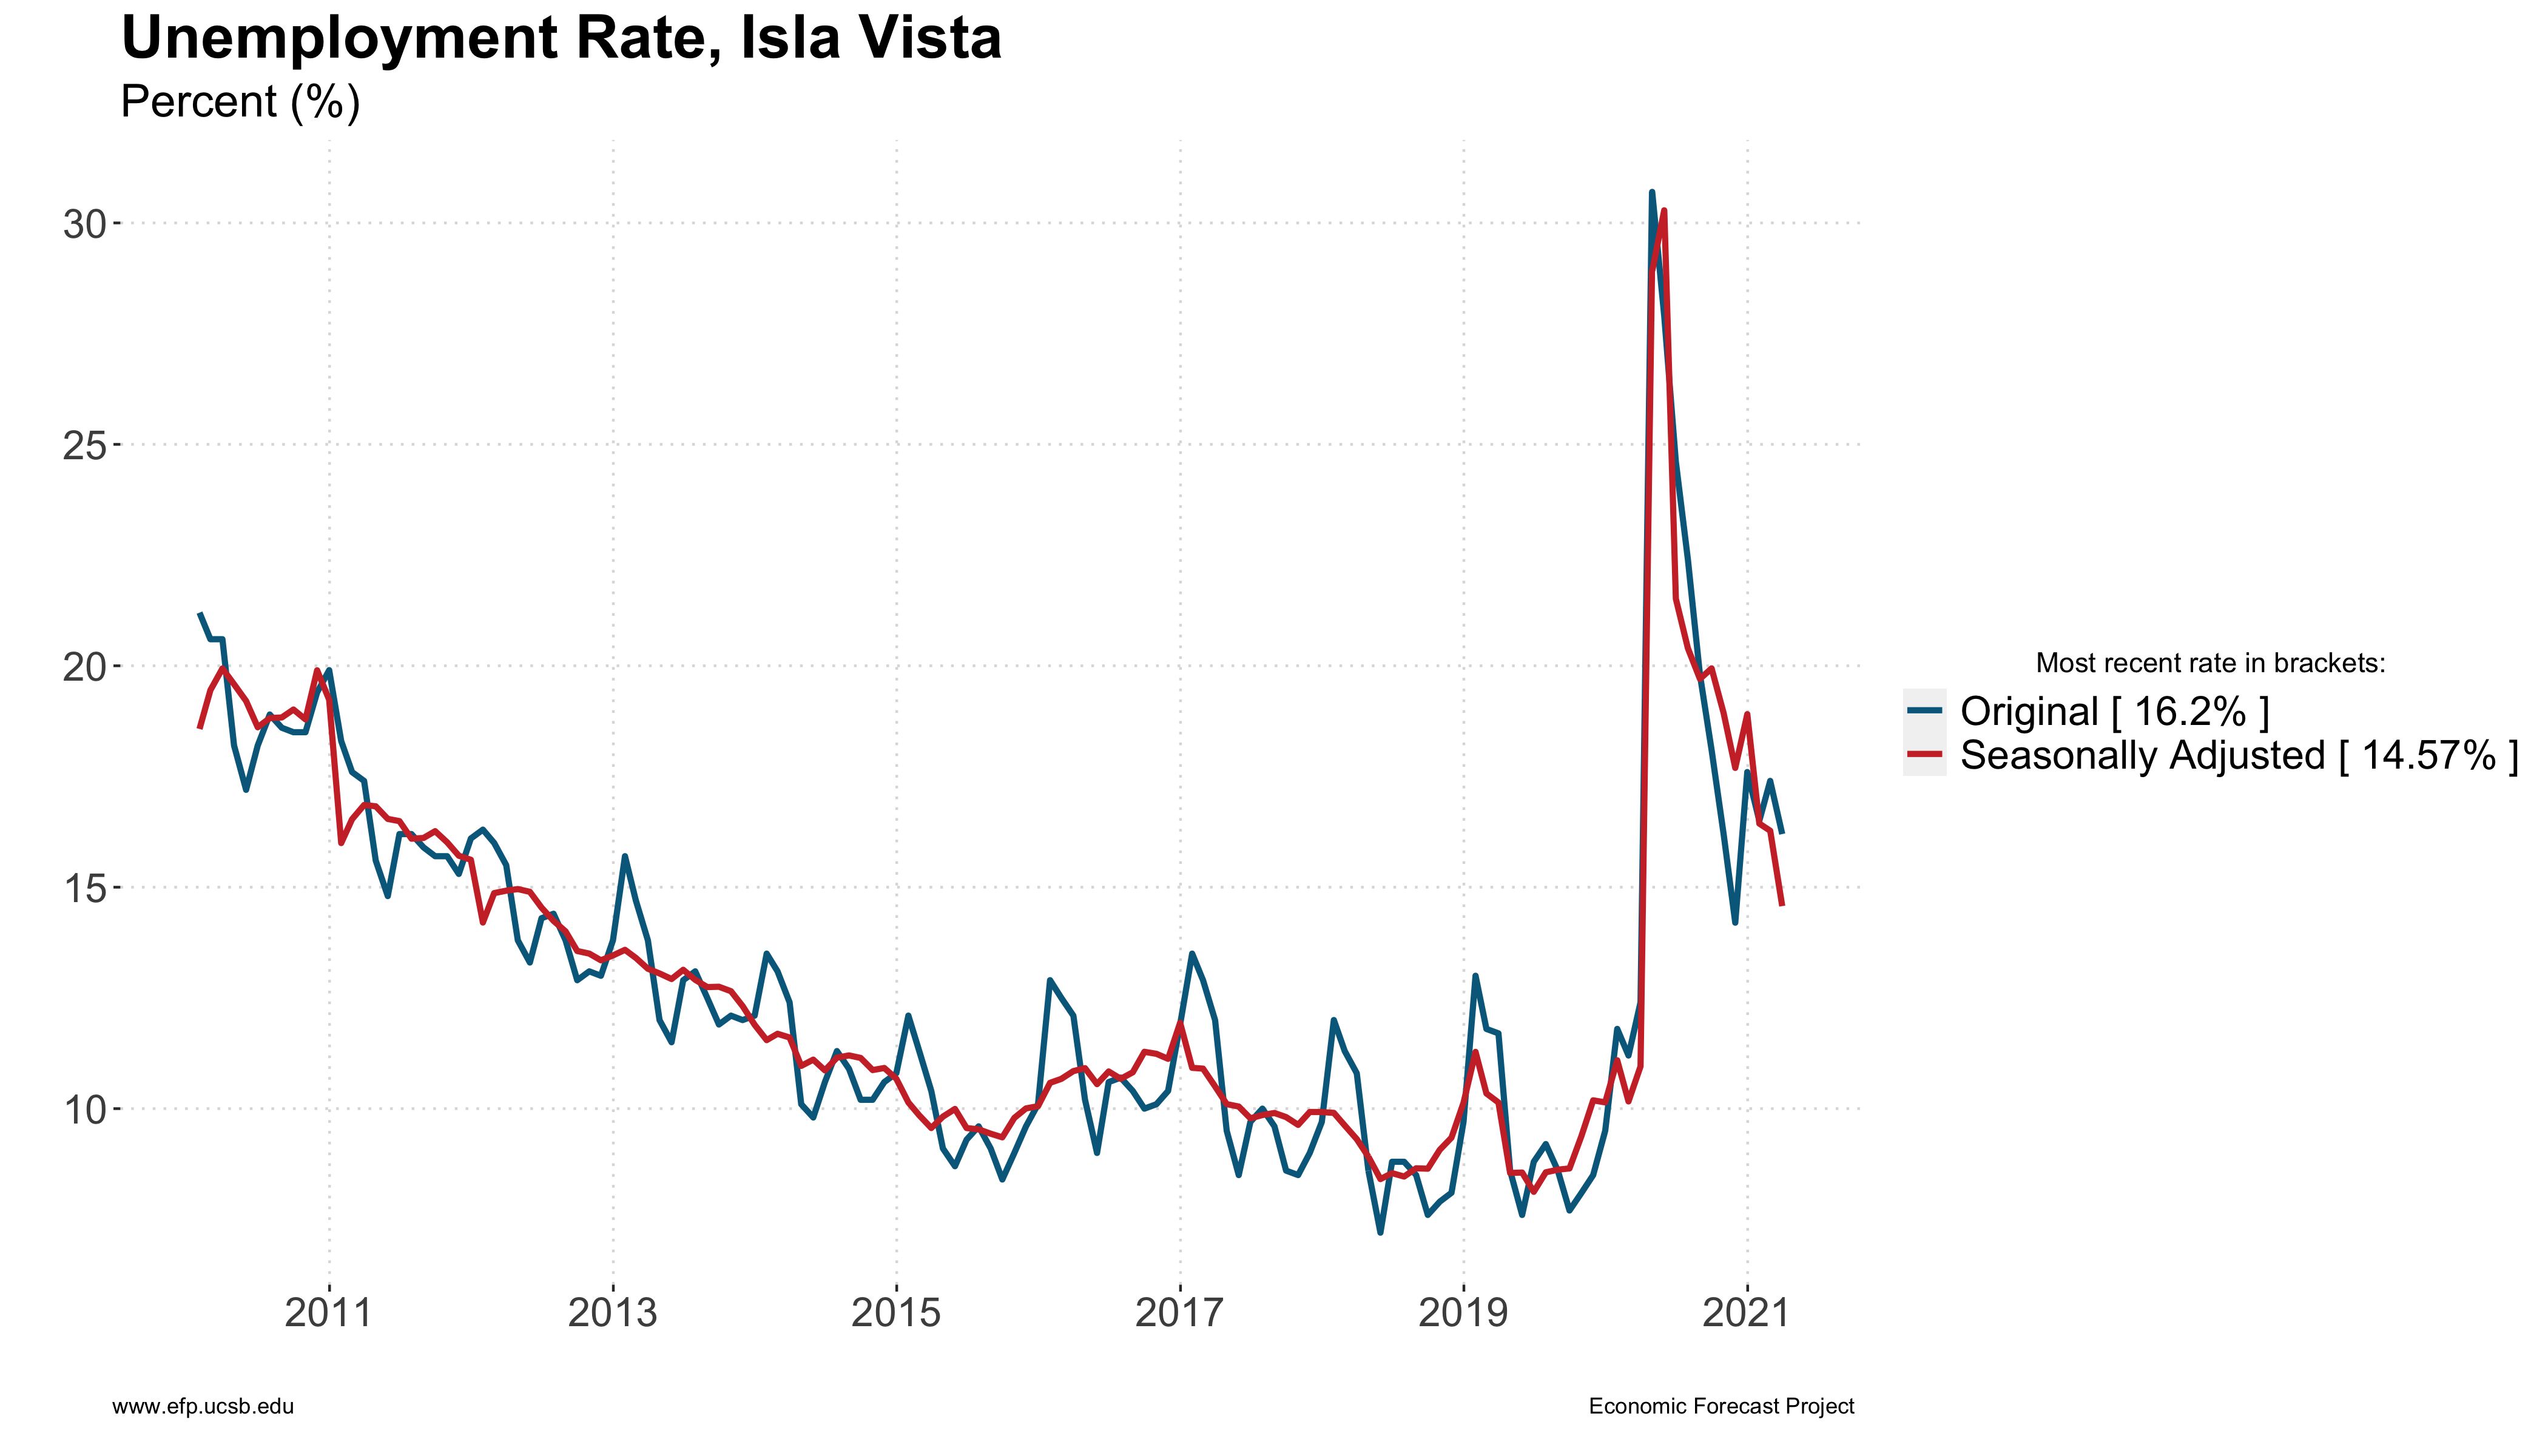 Unemployment Rate, Isla Vista
Percent (%)
30
25
20
15
10
2011 2013 2015 2017 2019 2021
Most recent rate in brackets:
Original [ 16.2% ]
Seasonally Adjusted [ 14.57% ]
www.efp.ucsb.edu
Economic Forecast Project